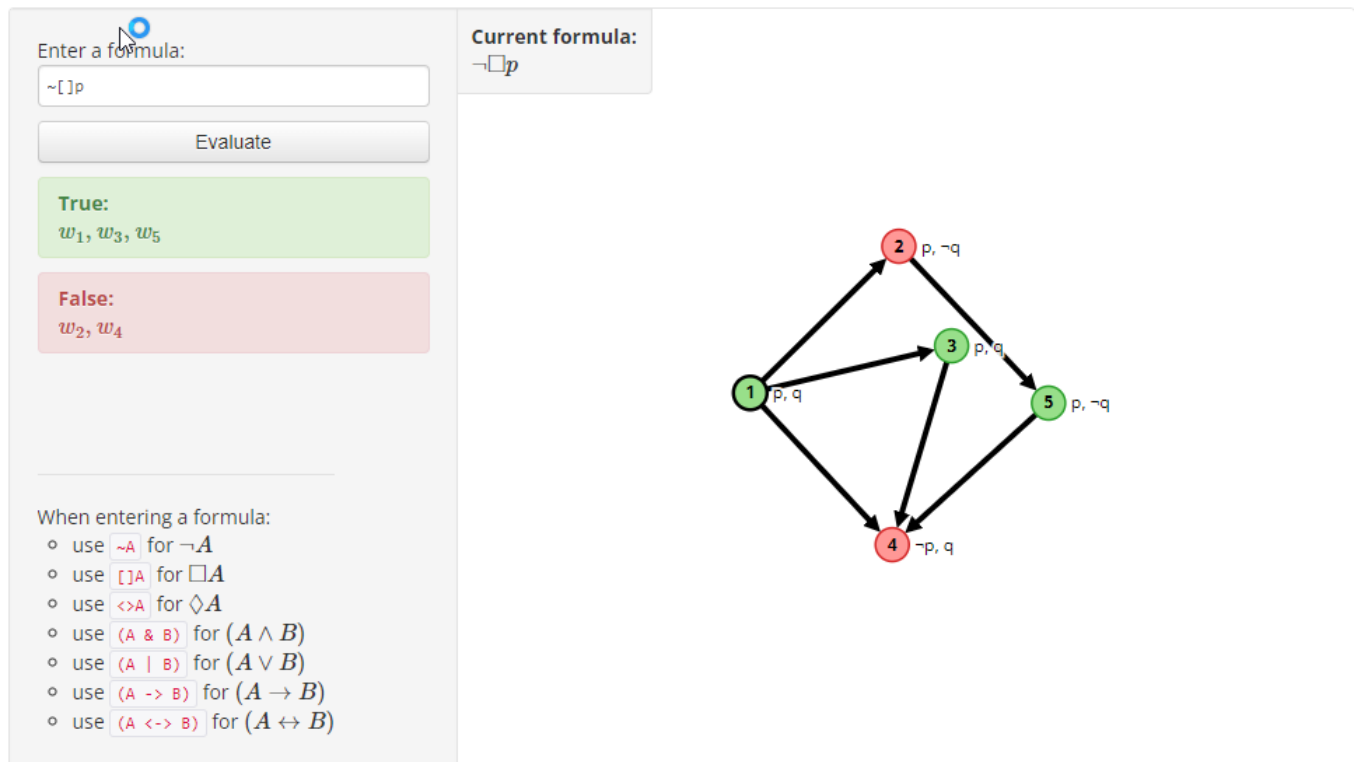 Enter a formula:
~[]p
Evaluate
True:
w₁, w₃, w₅
False:
w₂, w₄
When entering a formula:
use ~A for ¬A
use []A for □A
use <>A for ◊A
use (A & B) for (A ∧ B)
use (A | B) for (A ∨ B)
use (A -> B) for (A → B)
use (A <-> B) for (A ↔ B)
Current formula:
¬□p
2 p, ¬q
3 p, q
1 p, q
5 p, ¬q
4 ¬p, q